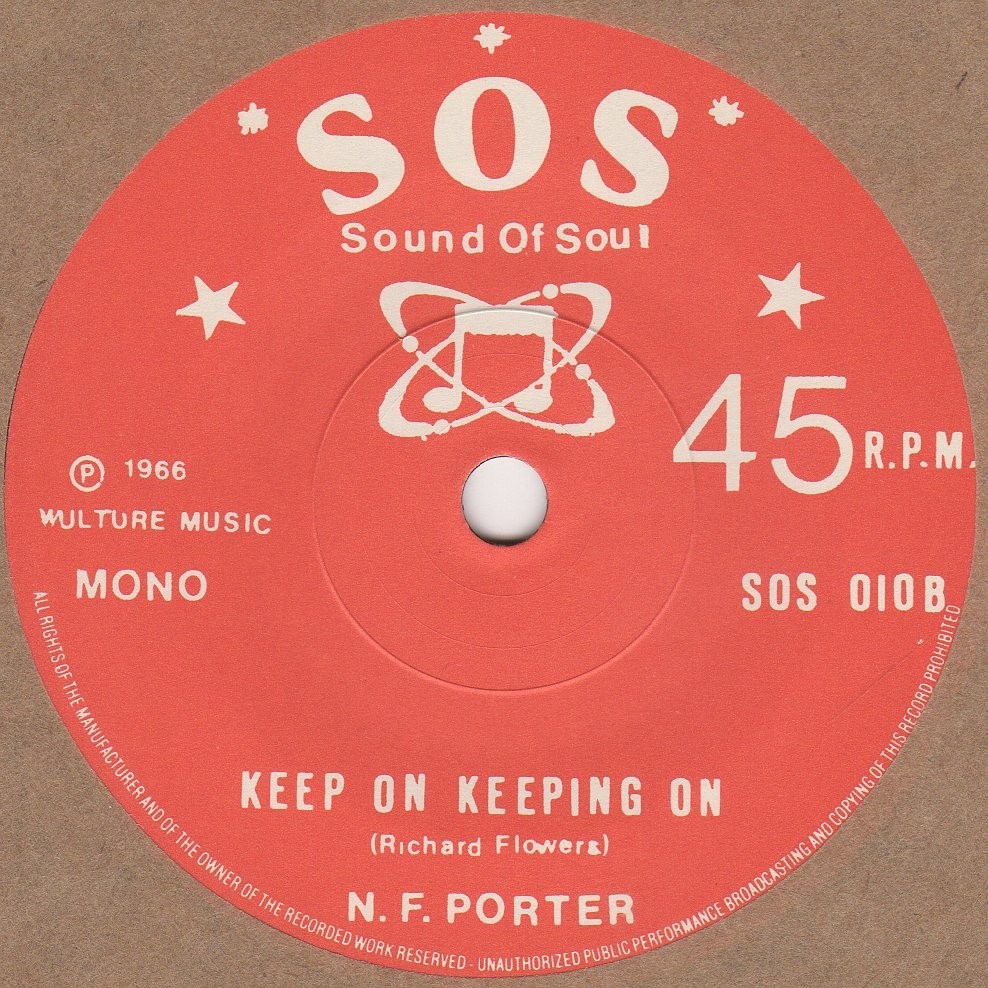 SOS
Sound Of Soul
45 R.P.M.
℗ 1966
WULTURE MUSIC
MONO
SOS 010B
KEEP ON KEEPING ON
(Richard Flowers)
N. F. PORTER
ALL RIGHTS OF THE MANUFACTURER AND OF THE OWNER OF THE RECORDED WORK RESERVED - UNAUTHORIZED PUBLIC PERFORMANCE BROADCASTING AND COPYING OF THIS RECORD PROHIBITED